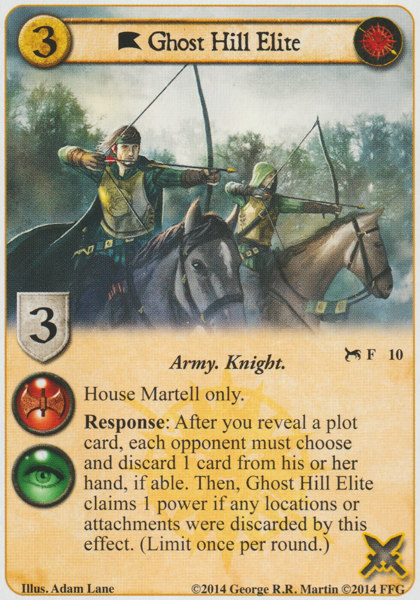 3 Ghost Hill Elite
3
Army. Knight.
F 10
House Martell only.
Response: After you reveal a plot
card, each opponent must choose
and discard 1 card from his or her
hand, if able. Then, Ghost Hill Elite
claims 1 power if any locations or
attachments were discarded by this
effect. (Limit once per round.)
Illus. Adam Lane
©2014 George R.R. Martin ©2014 FFG